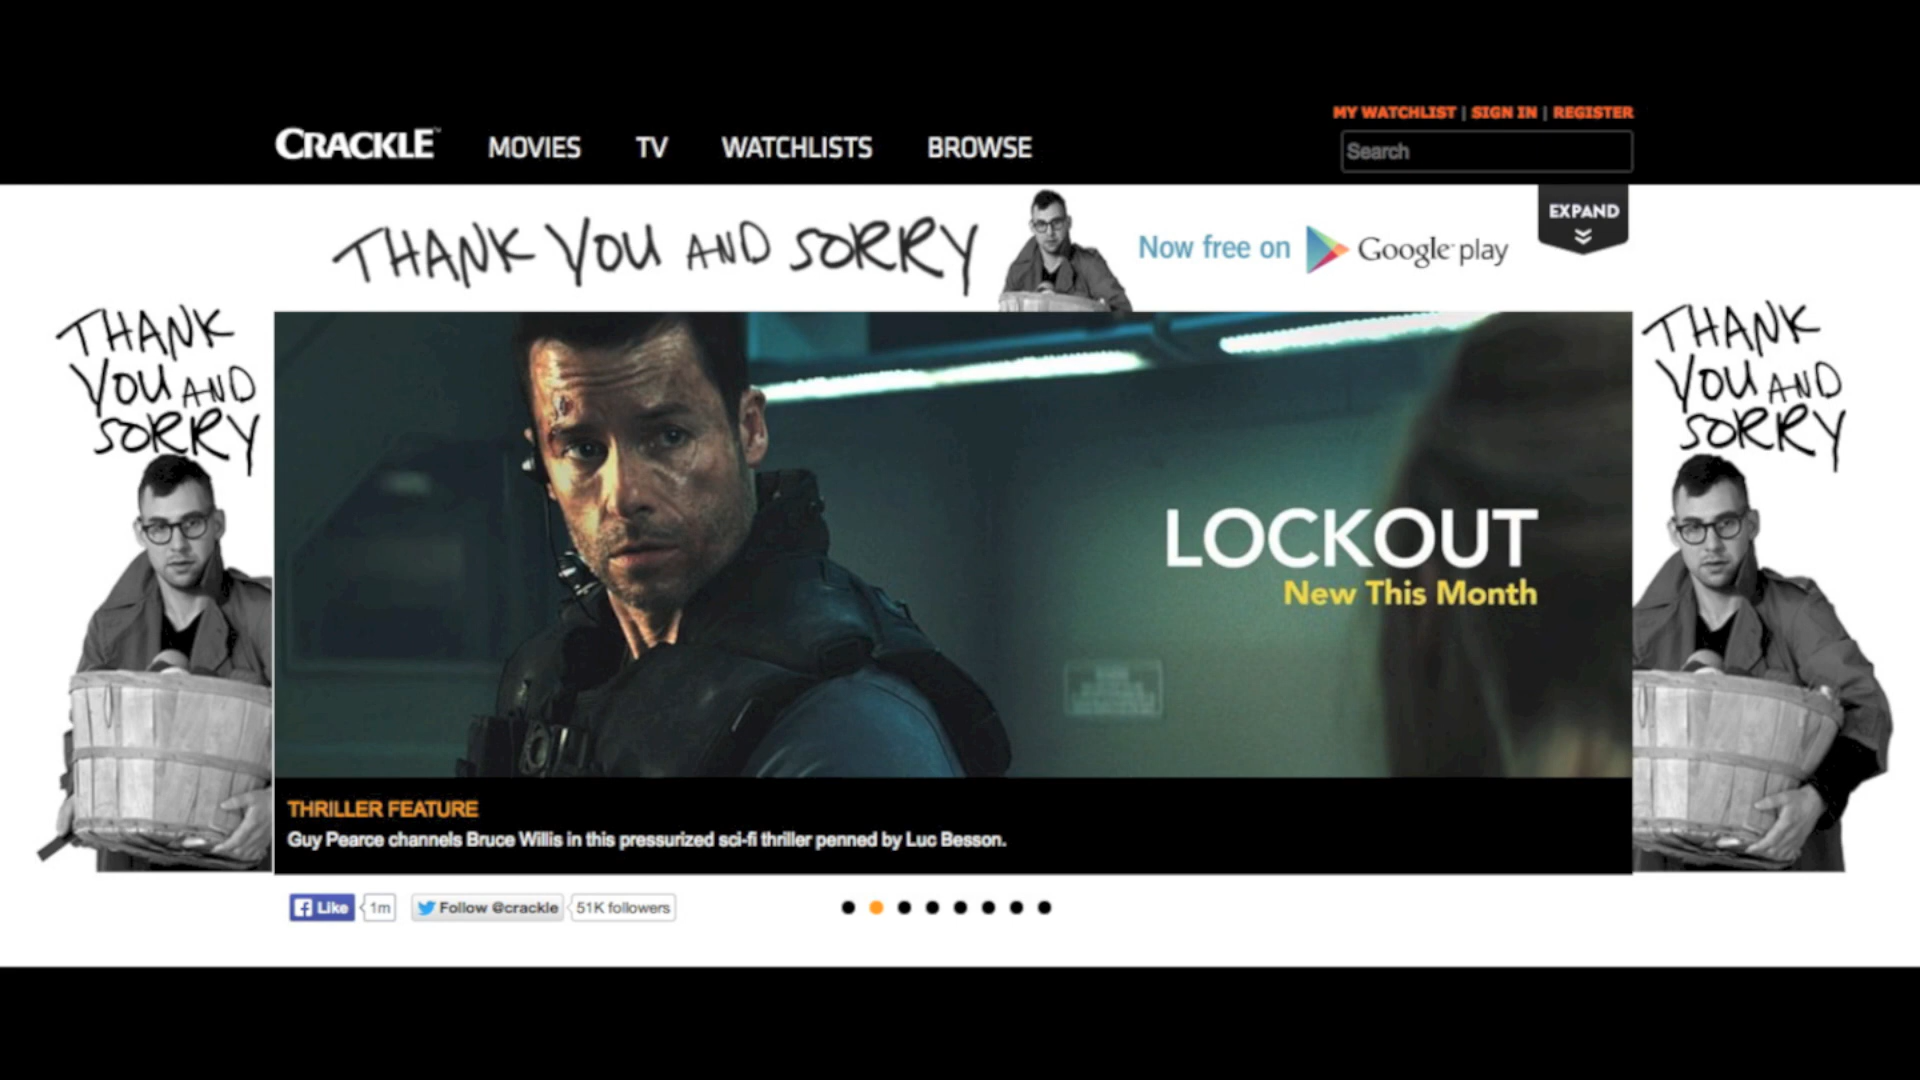 MY WATCHLIST | SIGN IN | REGISTER
CRACKLE™ MOVIES TV WATCHLISTS BROWSE
Search
EXPAND
THANK YOU AND SORRY
Now free on Google play
THANK
YOU AND
SORRY
THANK
YOU AND
SORRY
LOCKOUT
New This Month
THRILLER FEATURE
Guy Pearce channels Bruce Willis in this pressurized sci-fi thriller penned by Luc Besson.
Like 1m Follow @crackle 51K followers